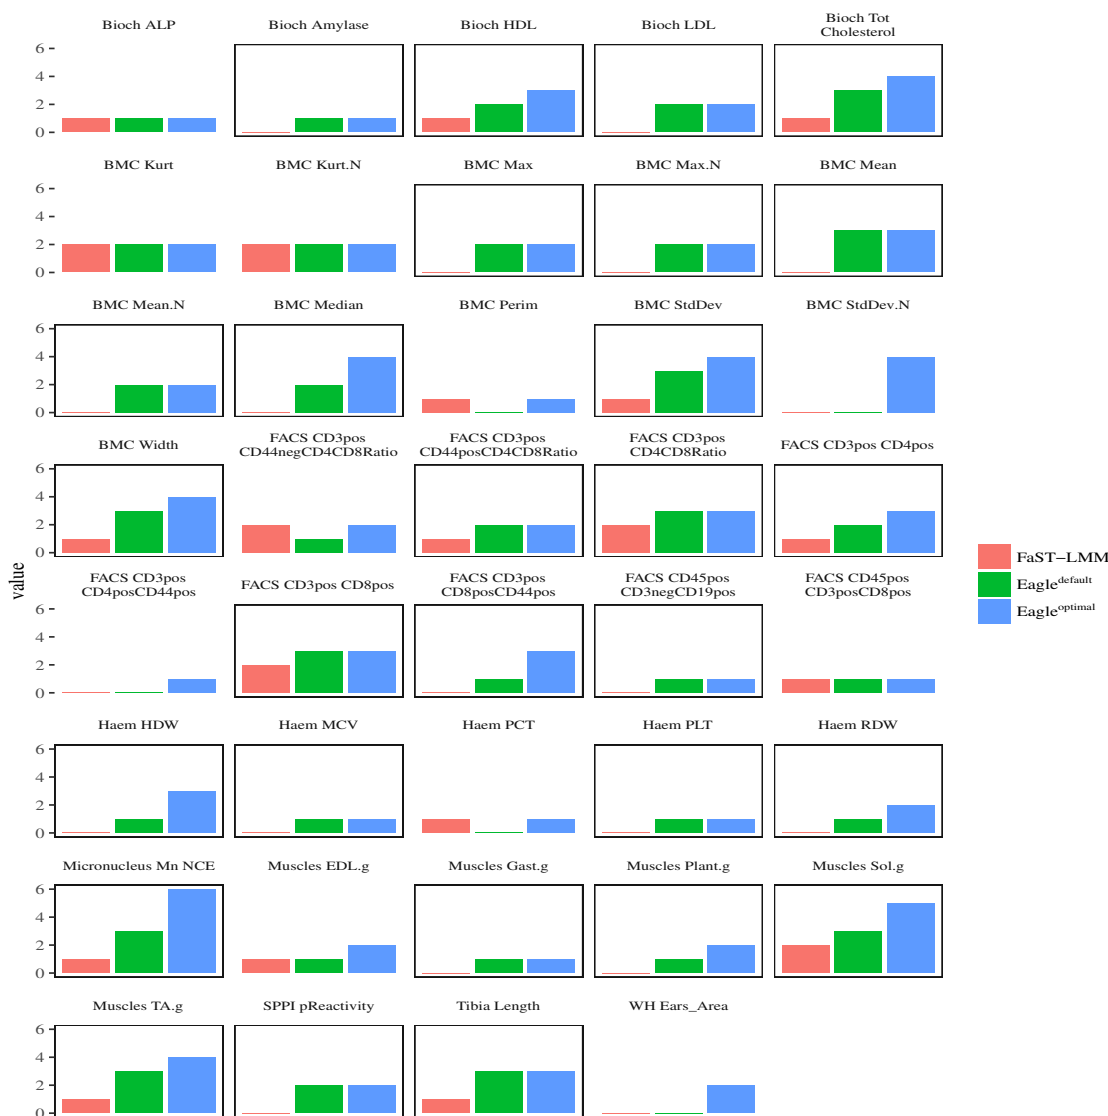 Bioch ALP
Bioch Amylase
Bioch HDL
Bioch LDL
Bioch Tot
Cholesterol
6
4
2
0
BMC Kurt
BMC Kurt.N
BMC Max
BMC Max.N
BMC Mean
6
4
2
0
BMC Mean.N
BMC Median
BMC Perim
BMC StdDev
BMC StdDev.N
6
4
2
0
BMC Width
FACS CD3pos
CD44negCD4CD8Ratio
FACS CD3pos
CD44posCD4CD8Ratio
FACS CD3pos
CD4CD8Ratio
FACS CD3pos CD4pos
6
4
2
0
value
FACS CD3pos
CD4posCD44pos
FACS CD3pos CD8pos
FACS CD3pos
CD8posCD44pos
FACS CD45pos
CD3negCD19pos
FACS CD45pos
CD3posCD8pos
6
4
2
0
Haem HDW
Haem MCV
Haem PCT
Haem PLT
Haem RDW
6
4
2
0
Micronucleus Mn NCE
Muscles EDL.g
Muscles Gast.g
Muscles Plant.g
Muscles Sol.g
6
4
2
0
Muscles TA.g
SPPI pReactivity
Tibia Length
WH Ears_Area
6
4
2
0
FaST−LMM
Eagle^default
Eagle^optimal